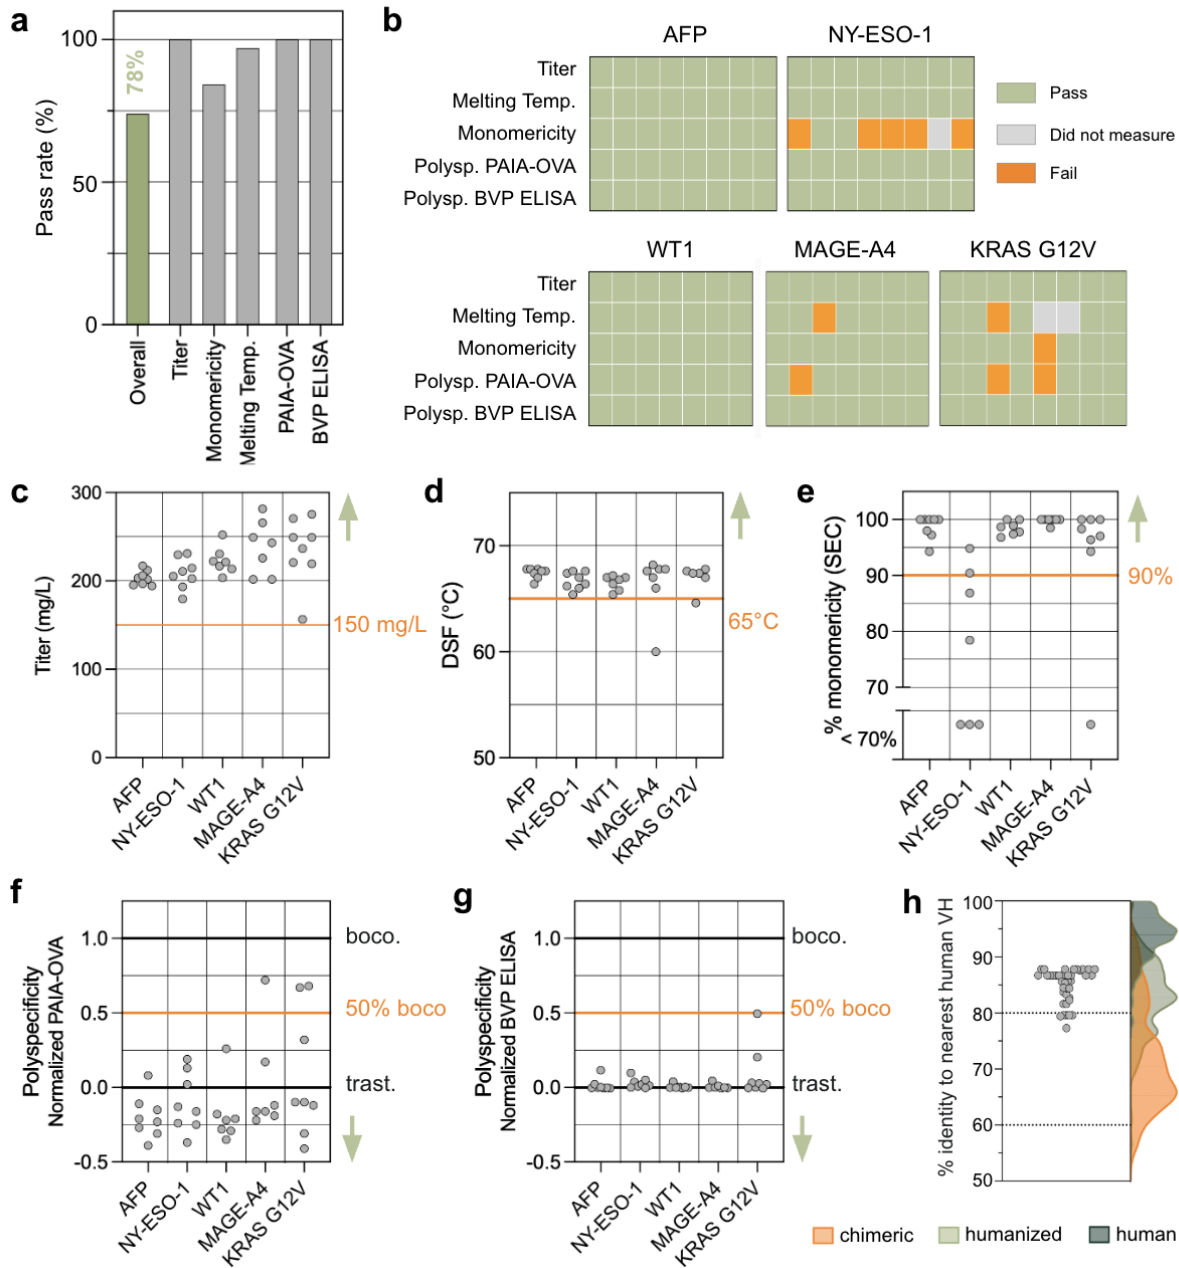 a
Pass rate (%)
100
50
0
78%
Overall
Titer
Monomericity
Melting Temp.
PAIA-OVA
BVP ELISA
b
AFP
NY-ESO-1
Titer
Melting Temp.
Monomericity
Polysp. PAIA-OVA
Polysp. BVP ELISA
Pass
Did not measure
Fail
WT1
MAGE-A4
KRAS G12V
Titer
Melting Temp.
Monomericity
Polysp. PAIA-OVA
Polysp. BVP ELISA
c
Titer (mg/L)
300
200
100
0
150 mg/L
AFP
NY-ESO-1
WT1
MAGE-A4
KRAS G12V
d
DSF (°C)
70
60
50
65°C
AFP
NY-ESO-1
WT1
MAGE-A4
KRAS G12V
e
% monomericity (SEC)
100
90
80
70
< 70%
90%
AFP
NY-ESO-1
WT1
MAGE-A4
KRAS G12V
f
Polyspecificity
Normalized PAIA-OVA
1.0
0.5
0.0
-0.5
boco.
50% boco
trast.
AFP
NY-ESO-1
WT1
MAGE-A4
KRAS G12V
g
Polyspecificity
Normalized BVP ELISA
1.0
0.5
0.0
-0.5
boco.
50% boco
trast.
AFP
NY-ESO-1
WT1
MAGE-A4
KRAS G12V
h
% identity to nearest human VH
100
90
80
70
60
50
chimeric
humanized
human